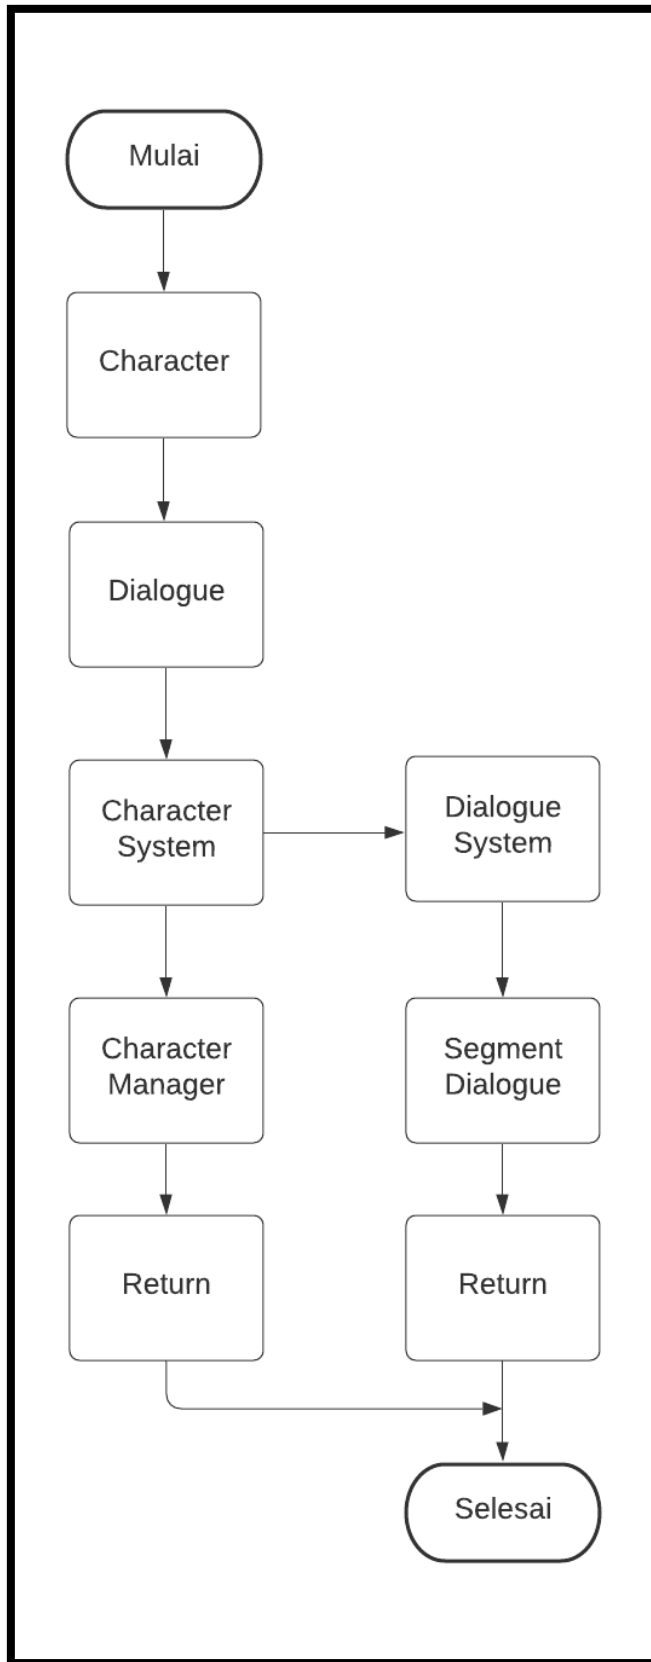 Mulai
Character
Dialogue
Character
System
Dialogue
System
Character
Manager
Segment
Dialogue
Return
Return
Selesai